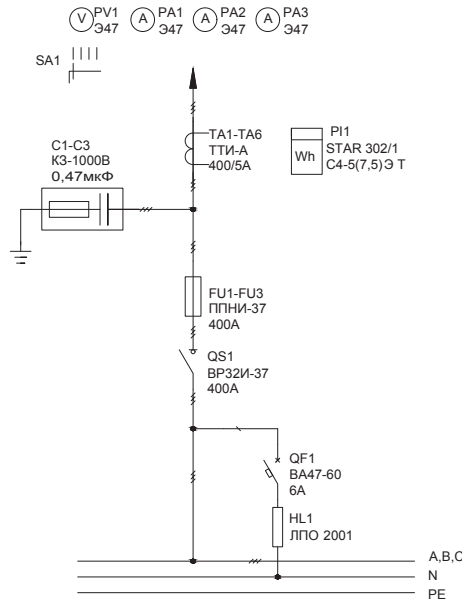 V PV1 Э47
A PA1 Э47
A PA2 Э47
A PA3 Э47
SA1
TA1-TA6
ТТИ-А
400/5А
PI1
Wh
STAR 302/1
С4-5(7,5)Э Т
C1-C3
КЗ-1000В
0,47мкФ
FU1-FU3
ППНИ-37
400А
QS1
ВР32И-37
400А
QF1
ВА47-60
6А
HL1
ЛПО 2001
A,B,C
N
PE